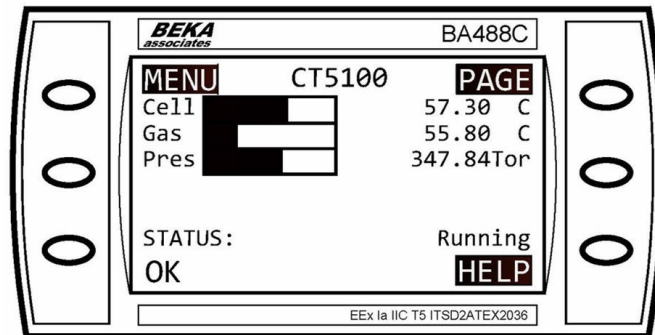 BEKA BA488C
associates
MENU CT5100 PAGE
Cell 57.30 C
Gas 55.80 C
Pres 347.84Tor
STATUS: Running
OK HELP
EEx Ia IIC T5 ITSD2ATEX2036